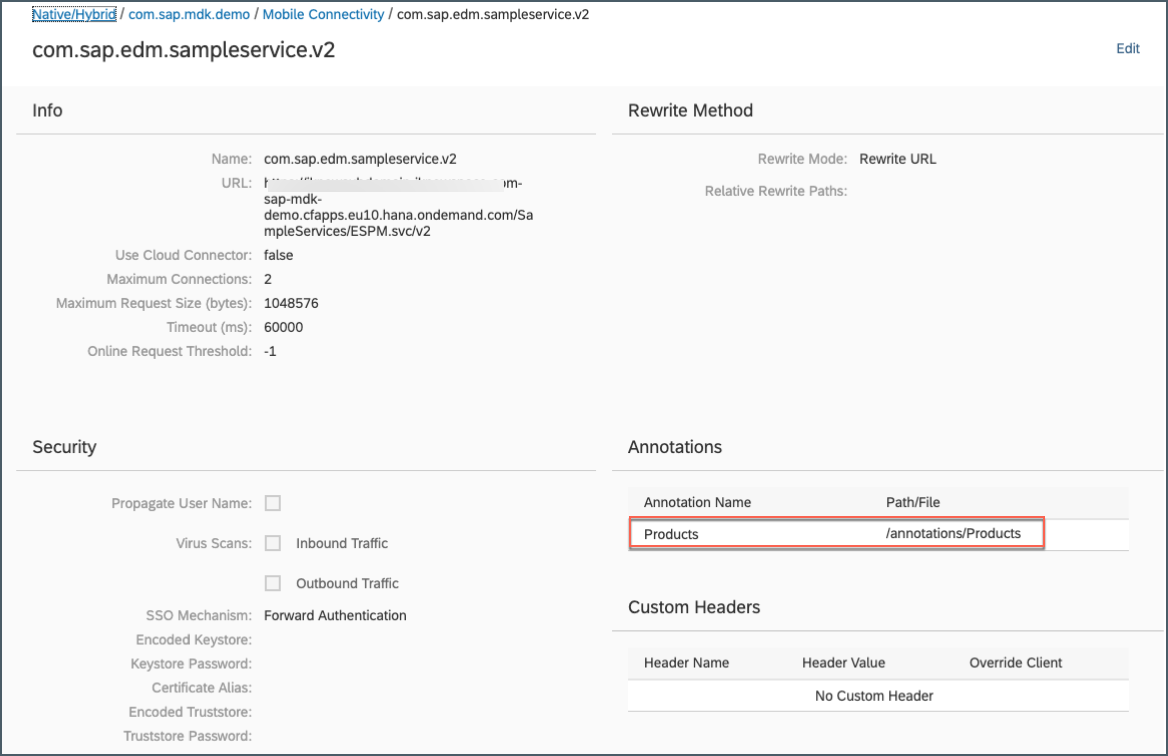 Native/Hybrid / com.sap.mdk.demo / Mobile Connectivity / com.sap.edm.sampleservice.v2
com.sap.edm.sampleservice.v2
Edit
Info
Name: com.sap.edm.sampleservice.v2
URL:
sap-mdk-
demo.cfapps.eu10.hana.ondemand.com/Sa
mpleServices/ESPM.svc/v2
Use Cloud Connector: false
Maximum Connections: 2
Maximum Request Size (bytes): 1048576
Timeout (ms): 60000
Online Request Threshold: -1
Rewrite Method
Rewrite Mode: Rewrite URL
Relative Rewrite Paths:
Security
Propagate User Name:
Virus Scans: Inbound Traffic
Outbound Traffic
SSO Mechanism: Forward Authentication
Encoded Keystore:
Keystore Password:
Certificate Alias:
Encoded Truststore:
Truststore Password:
Annotations
Annotation Name Path/File
Products /annotations/Products
Custom Headers
Header Name Header Value Override Client
No Custom Header